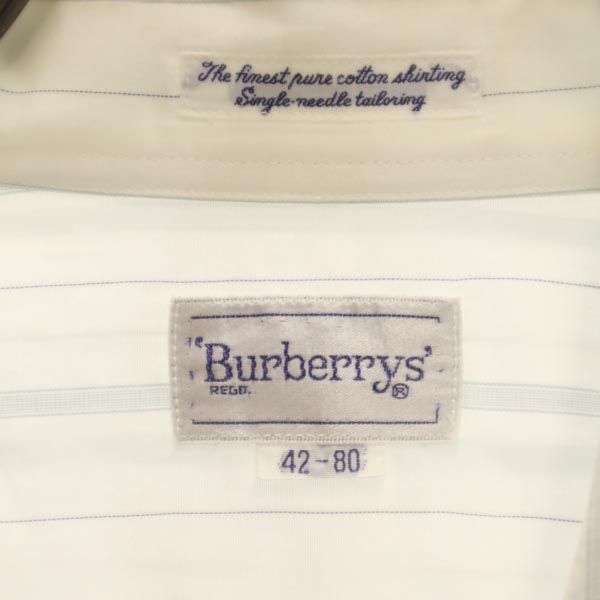 The finest pure cotton shirting
Single-needle tailoring
"Burberrys'
REGD. ®
42-80